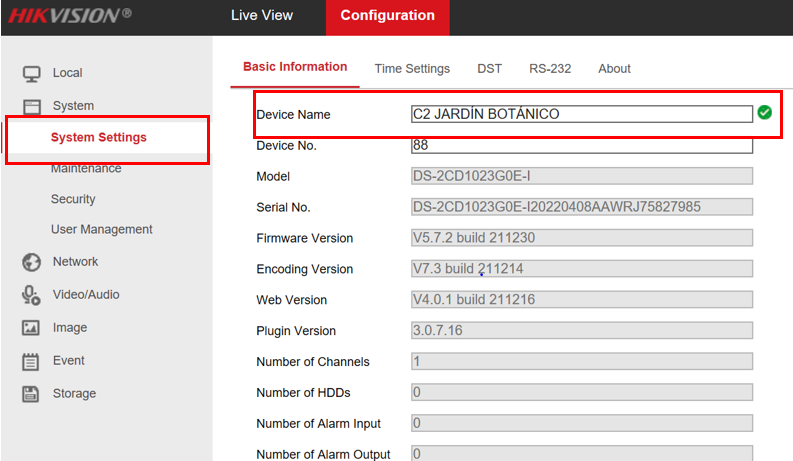 HIKVISION®
Live View
Configuration
Local
System
System Settings
Maintenance
Security
User Management
Network
Video/Audio
Image
Event
Storage
Basic Information
Time Settings
DST
RS-232
About
Device Name C2 JARDÍN BOTÁNICO
Device No. 88
Model DS-2CD1023G0E-I
Serial No. DS-2CD1023G0E-I20220408AAWRJ75827985
Firmware Version V5.7.2 build 211230
Encoding Version V7.3 build 211214
Web Version V4.0.1 build 211216
Plugin Version 3.0.7.16
Number of Channels 1
Number of HDDs 0
Number of Alarm Input 0
Number of Alarm Output 0